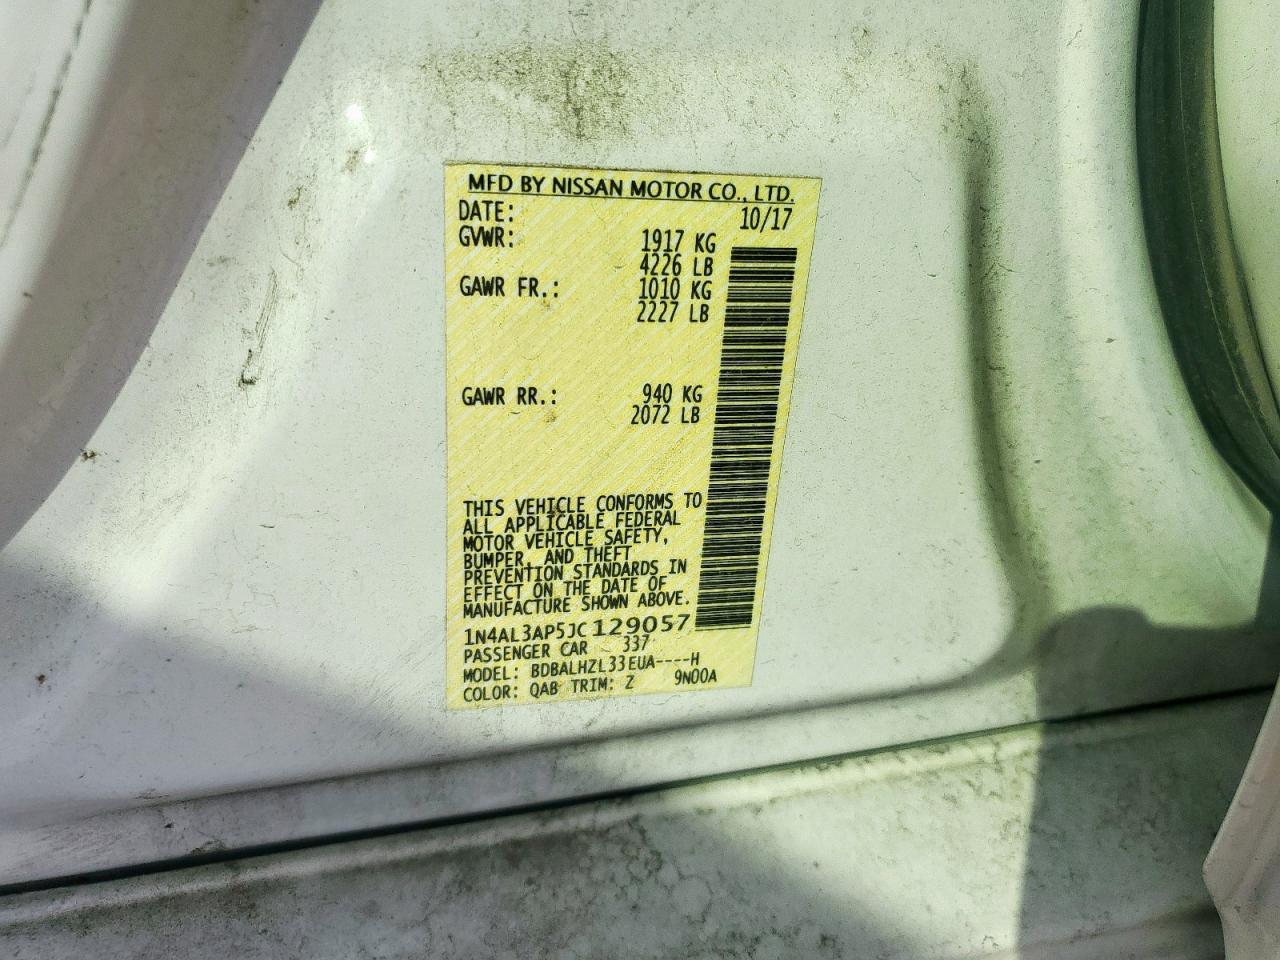 MFD BY NISSAN MOTOR CO., LTD.
DATE: 10/17
GVWR: 1917 KG
4226 LB
GAWR FR.: 1010 KG
2227 LB
GAWR RR.: 940 KG
2072 LB
THIS VEHICLE CONFORMS TO
ALL APPLICABLE FEDERAL
MOTOR VEHICLE SAFETY,
BUMPER, AND THEFT
PREVENTION STANDARDS IN
EFFECT ON THE DATE OF
MANUFACTURE SHOWN ABOVE.
1N4AL3AP5JC129057
PASSENGER CAR 337
MODEL: BDBALHZL33EUA----H
COLOR: QAB TRIM: Z 9N00A